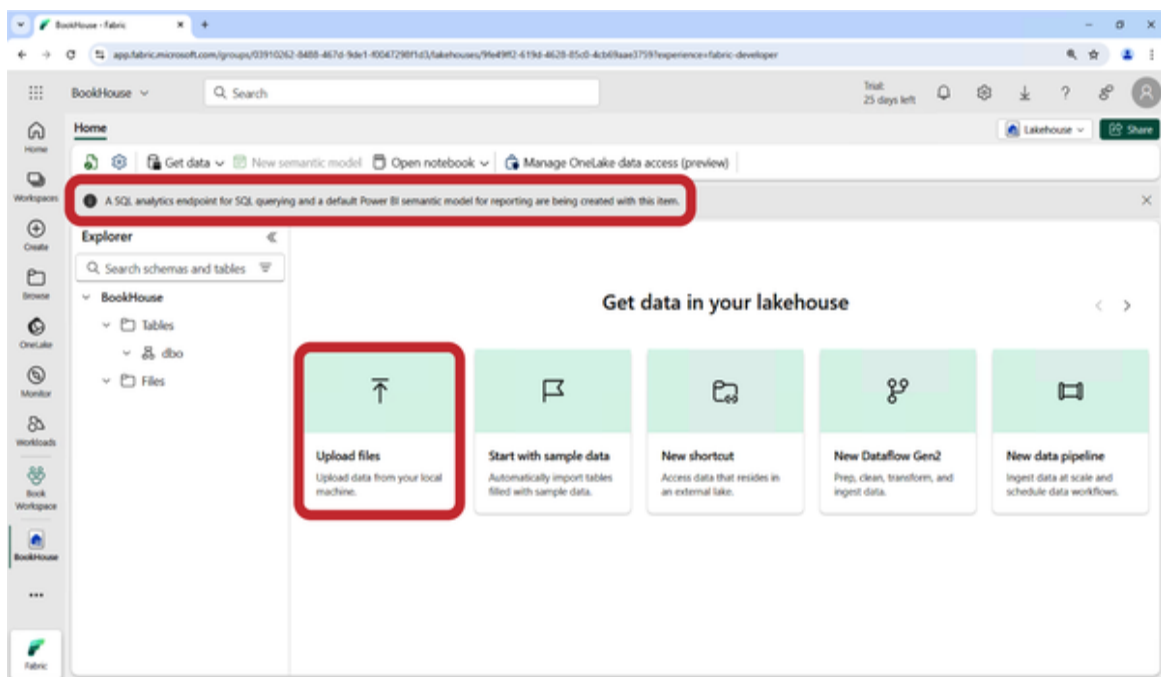 BookHouse - Fabric
app.fabric.microsoft.com/groups/03910262-8488-467d-9de1-f0047298f1d3/lakehouses/9fe49ff2-619d-4628-85c0-4cb69aae3759?experience=fabric-developer
BookHouse
Search
Trial:
25 days left
Home
Lakehouse
Share
Get data
New semantic model
Open notebook
Manage OneLake data access (preview)
A SQL analytics endpoint for SQL querying and a default Power BI semantic model for reporting are being created with this item.
Home
Workspaces
Create
Browse
OneLake
Monitor
Workloads
Book
Workspace
BookHouse
Fabric
Explorer
Search schemas and tables
BookHouse
Tables
dbo
Files
Get data in your lakehouse
Upload files
Upload data from your local
machine.
Start with sample data
Automatically import tables
filled with sample data.
New shortcut
Access data that resides in
an external lake.
New Dataflow Gen2
Prep, clean, transform, and
ingest data.
New data pipeline
Ingest data at scale and
schedule data workflows.